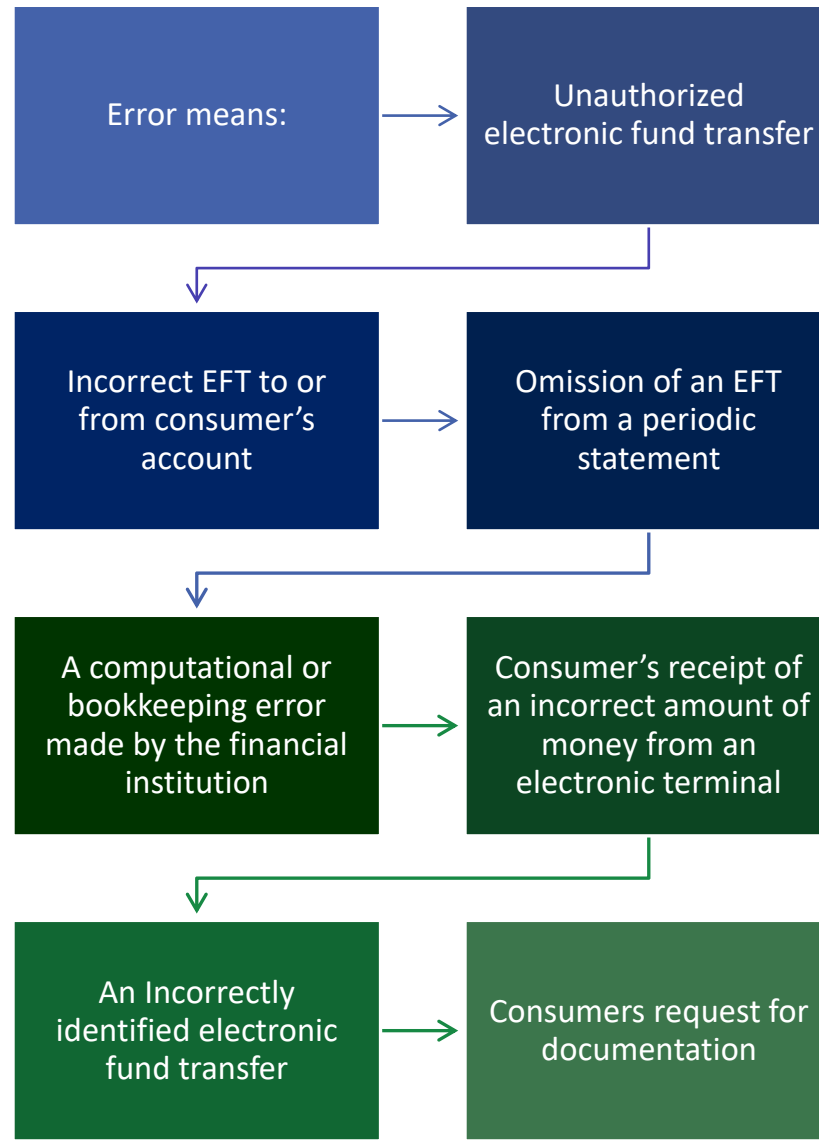 Error means:
Unauthorized
electronic fund transfer
Incorrect EFT to or
from consumer’s
account
Omission of an EFT
from a periodic
statement
A computational or
bookkeeping error
made by the financial
institution
Consumer’s receipt of
an incorrect amount of
money from an
electronic terminal
An Incorrectly
identified electronic
fund transfer
Consumers request for
documentation